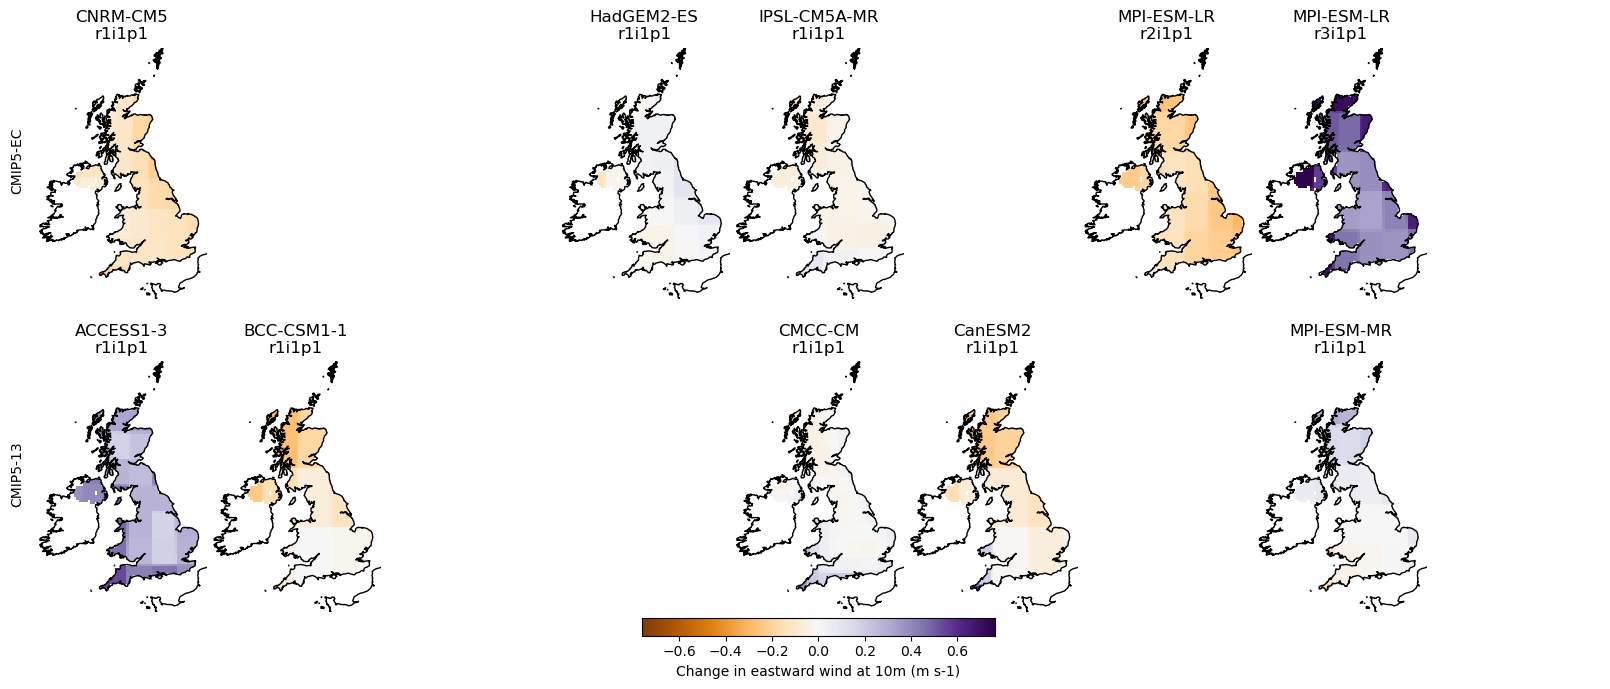 CNRM-CM5
r1i1p1
HadGEM2-ES
r1i1p1
IPSL-CM5A-MR
r1i1p1
MPI-ESM-LR
r2i1p1
MPI-ESM-LR
r3i1p1
CMIP5-EC
ACCESS1-3
r1i1p1
BCC-CSM1-1
r1i1p1
CMCC-CM
r1i1p1
CanESM2
r1i1p1
MPI-ESM-MR
r1i1p1
CMIP5-13
−0.6 −0.4 −0.2 0.0 0.2 0.4 0.6
Change in eastward wind at 10m (m s-1)